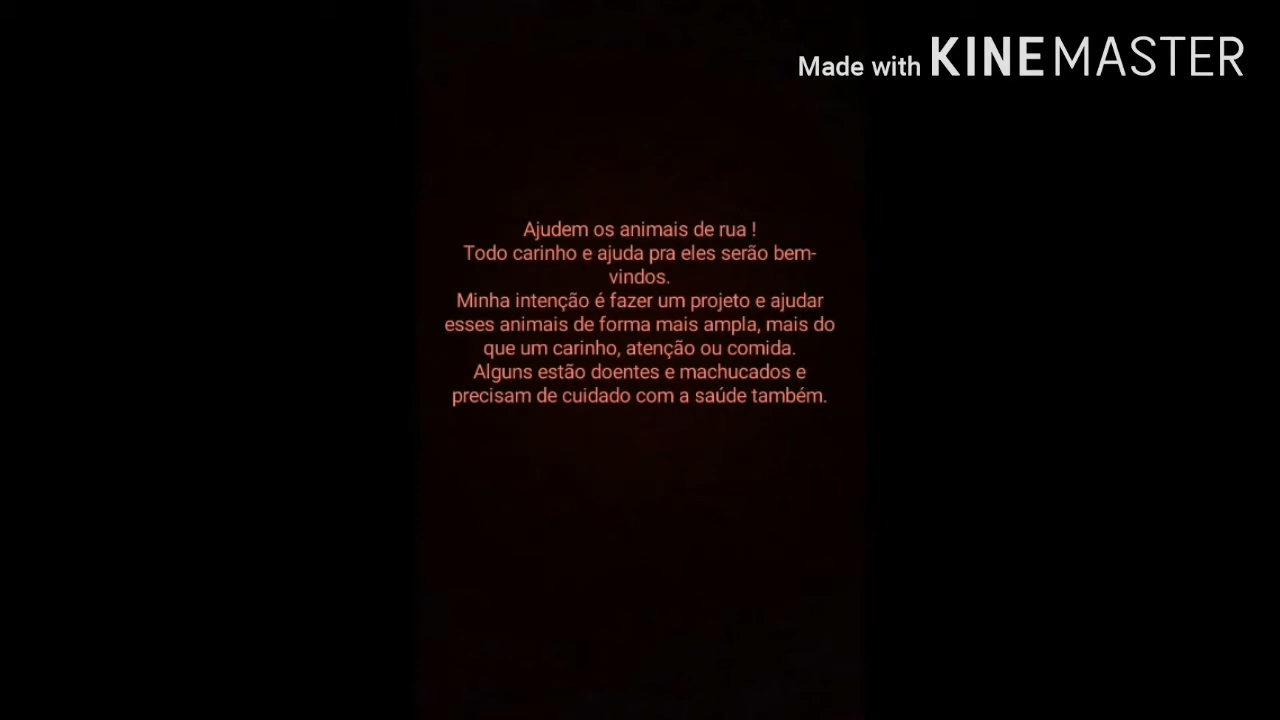 Made with KINEMASTER
Ajudem os animais de rua !
Todo carinho e ajuda pra eles serão bem-
vindos.
Minha intenção é fazer um projeto e ajudar
esses animais de forma mais ampla, mais do
que um carinho, atenção ou comida.
Alguns estão doentes e machucados e
precisam de cuidado com a saúde também.